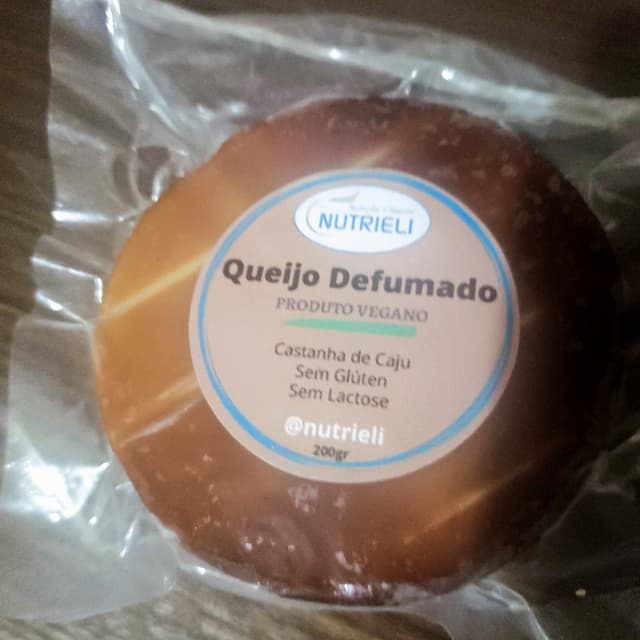 NUTRIELI
Queijo Defumado
PRODUTO VEGANO
Castanha de Caju
Sem Glúten
Sem Lactose
@nutrieli
200gr